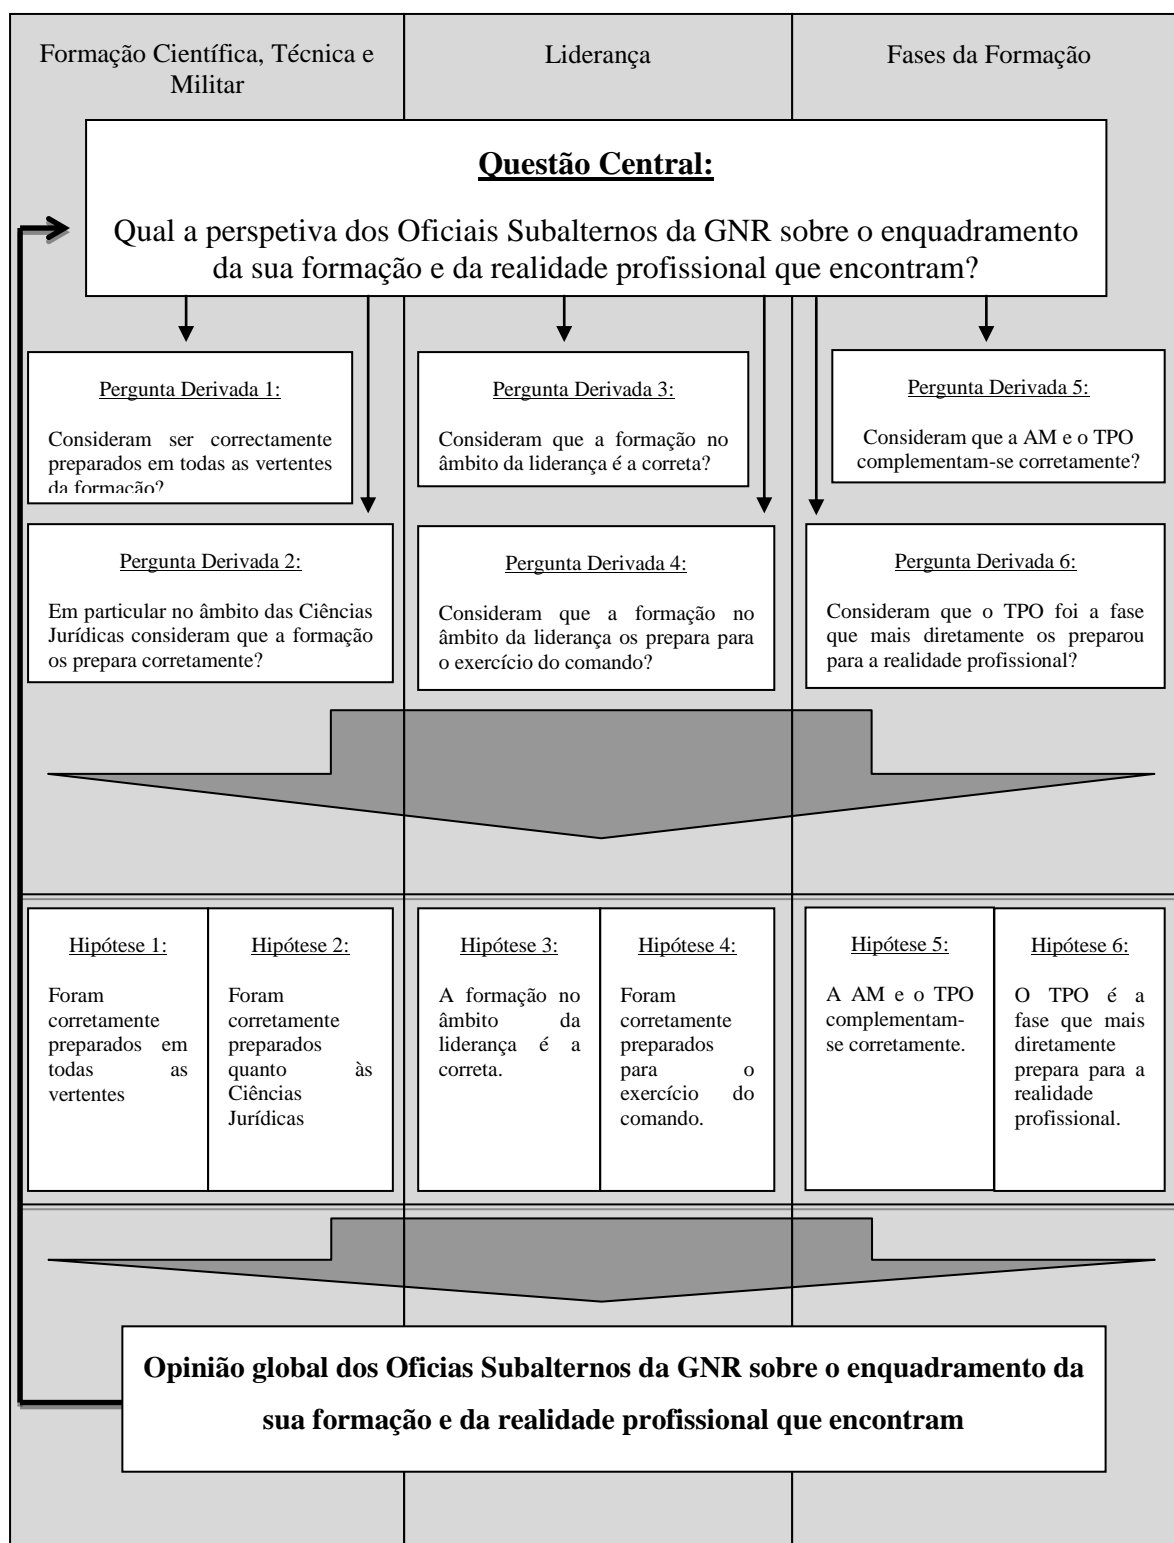 Formação Científica, Técnica e
Militar
Liderança
Fases da Formação
Questão Central:
Qual a perspetiva dos Oficiais Subalternos da GNR sobre o enquadramento
da sua formação e da realidade profissional que encontram?
Pergunta Derivada 1:
Consideram ser correctamente
preparados em todas as vertentes
da formação?
Pergunta Derivada 3:
Consideram que a formação no
âmbito da liderança é a correta?
Pergunta Derivada 5:
Consideram que a AM e o TPO
complementam-se corretamente?
Pergunta Derivada 2:
Em particular no âmbito das Ciências
Jurídicas consideram que a formação
os prepara corretamente?
Pergunta Derivada 4:
Consideram que a formação no
âmbito da liderança os prepara para
o exercício do comando?
Pergunta Derivada 6:
Consideram que o TPO foi a fase
que mais diretamente os preparou
para a realidade profissional?
Hipótese 1:
Foram
corretamente
preparados em
todas as
vertentes
Hipótese 2:
Foram
corretamente
preparados
quanto às
Ciências
Jurídicas
Hipótese 3:
A formação no
âmbito da
liderança é a
correta.
Hipótese 4:
Foram
corretamente
preparados
para o
exercício do
comando.
Hipótese 5:
A AM e o TPO
complementam-
se corretamente.
Hipótese 6:
O TPO é a
fase que mais
diretamente
prepara para a
realidade
profissional.
Opinião global dos Oficias Subalternos da GNR sobre o enquadramento da
sua formação e da realidade profissional que encontram